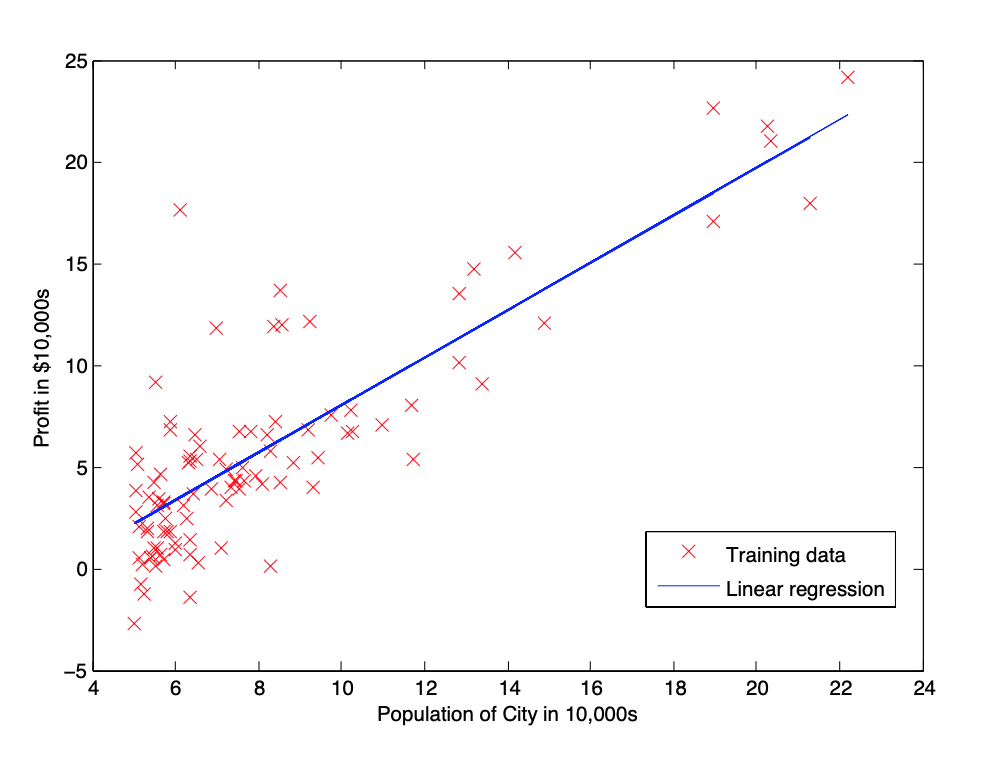 25
20
15
10
5
0
−5
4 6 8 10 12 14 16 18 20 22 24
Profit in $10,000s
Population of City in 10,000s
Training data
Linear regression